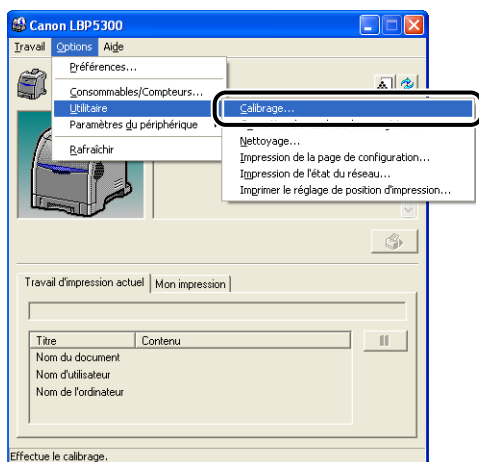 Canon LBP5300
Travail Options Aide
Préférences...
Consommables/Compteurs...
Utilitaire
Calibrage...
Paramètres du périphérique
Nettoyage...
Rafraîchir
Impression de la page de configuration...
Impression de l'état du réseau...
Imprimer le réglage de position d'impression...
Travail d'impression actuel Mon impression
Titre Contenu
Nom du document
Nom d'utilisateur
Nom de l'ordinateur
Effectue le calibrage.